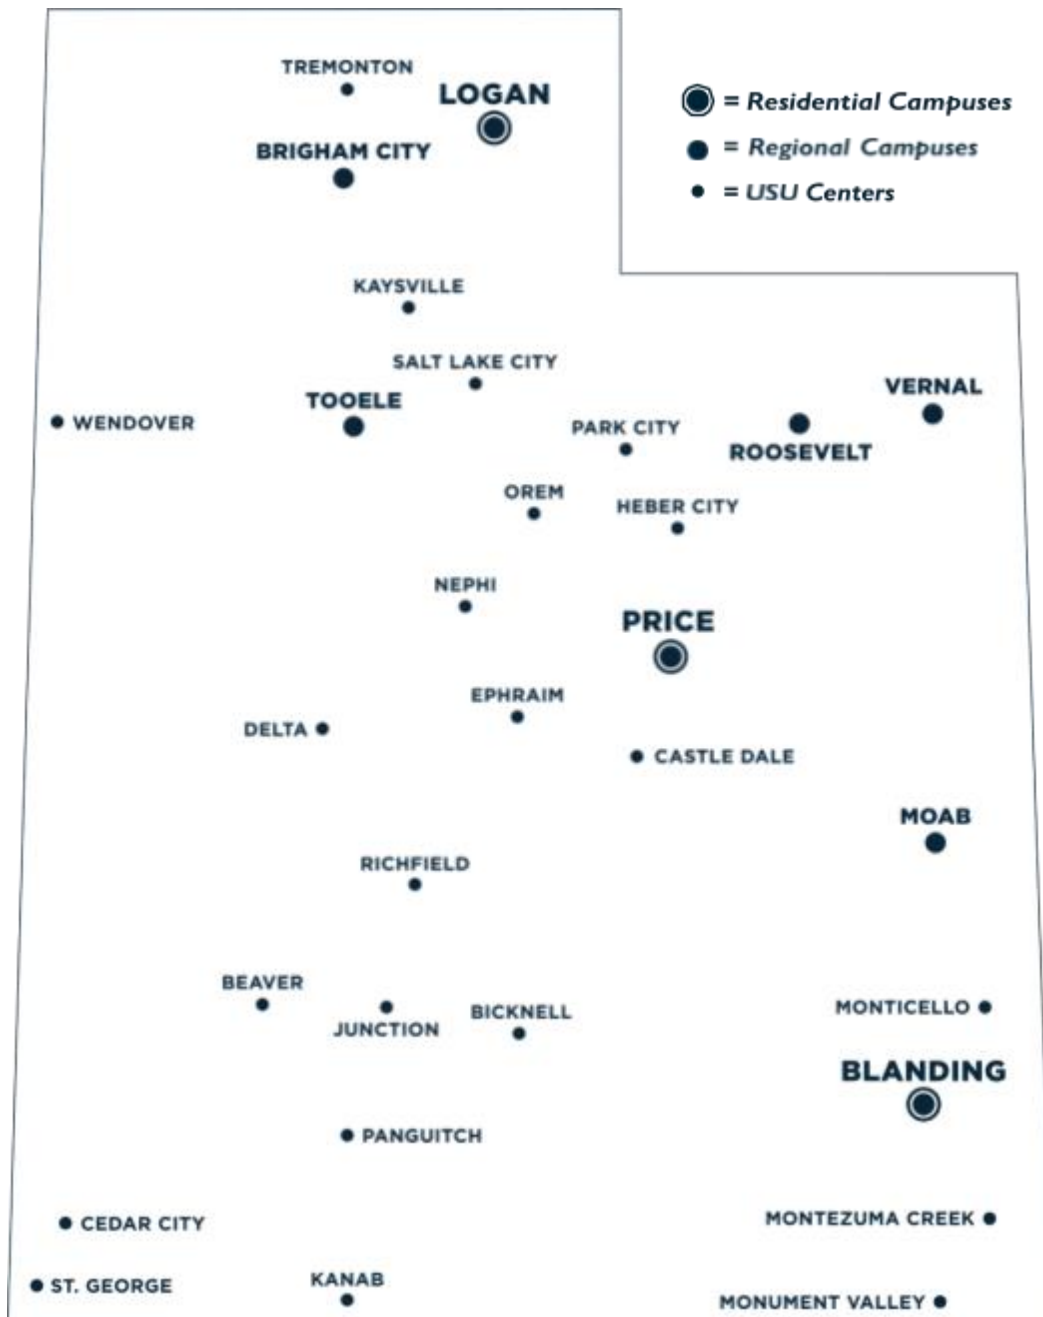 TREMONTON
LOGAN
= Residential Campuses
BRIGHAM CITY
= Regional Campuses
= USU Centers
KAYSVILLE
SALT LAKE CITY
TOOELE
VERNAL
WENDOVER
PARK CITY
ROOSEVELT
OREM
HEBER CITY
NEPHI
PRICE
EPHRAIM
DELTA
CASTLE DALE
MOAB
RICHFIELD
BEAVER
MONTICELLO
BICKNELL
JUNCTION
BLANDING
PANGUITCH
MONTEZUMA CREEK
CEDAR CITY
KANAB
ST. GEORGE
MONUMENT VALLEY